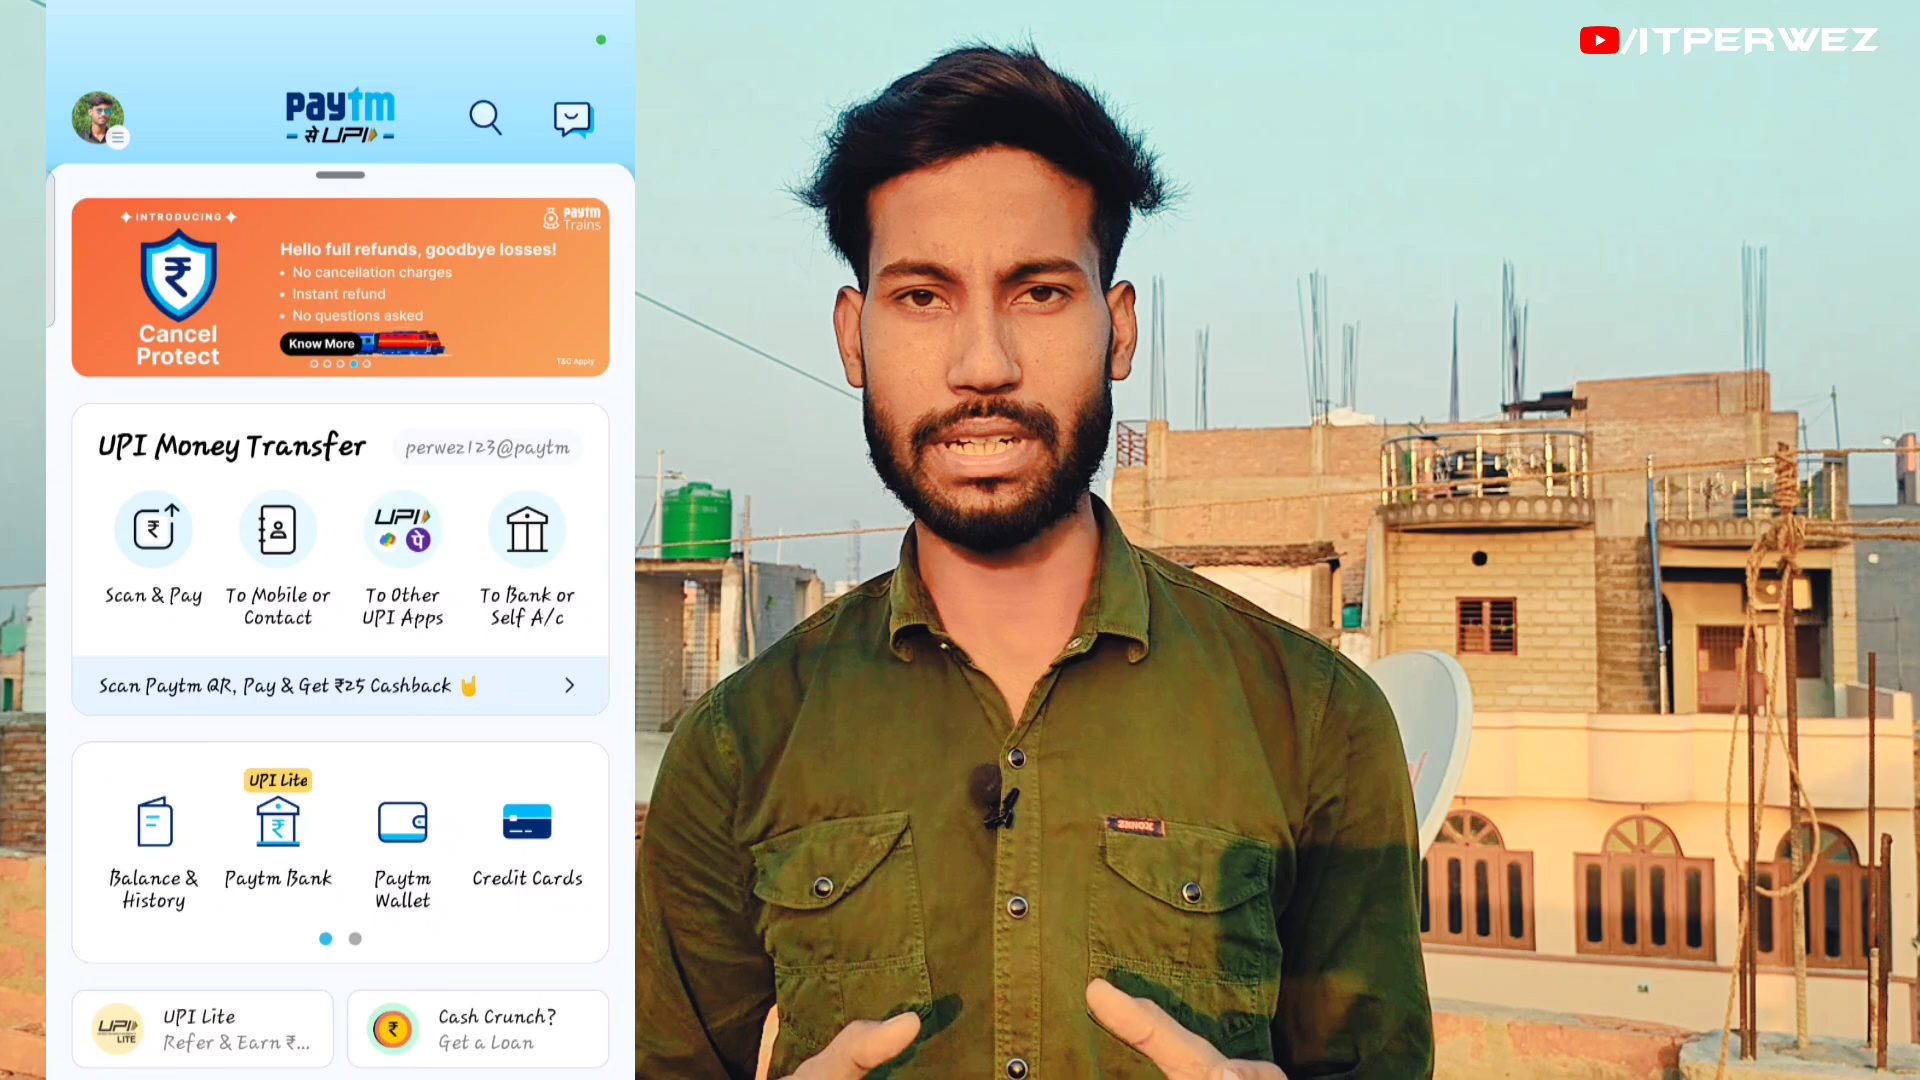 /ITPERWEZ
paytm
से UPI
INTRODUCING
paytm
Trains
Hello full refunds, goodbye losses!
• No cancellation charges
• Instant refund
• No questions asked
Cancel
Protect
Know More
T&C Apply
UPI Money Transfer
perwez123@paytm
UPI
पे
Scan & Pay
To Mobile or
Contact
To Other
UPI Apps
To Bank or
Self A/c
Scan Paytm QR, Pay & Get ₹25 Cashback 🤘
UPI Lite
Balance &
History
Paytm Bank
Paytm
Wallet
Credit Cards
UPI
LITE
UPI Lite
Refer & Earn ₹...
Cash Crunch?
Get a Loan
ZNNOX